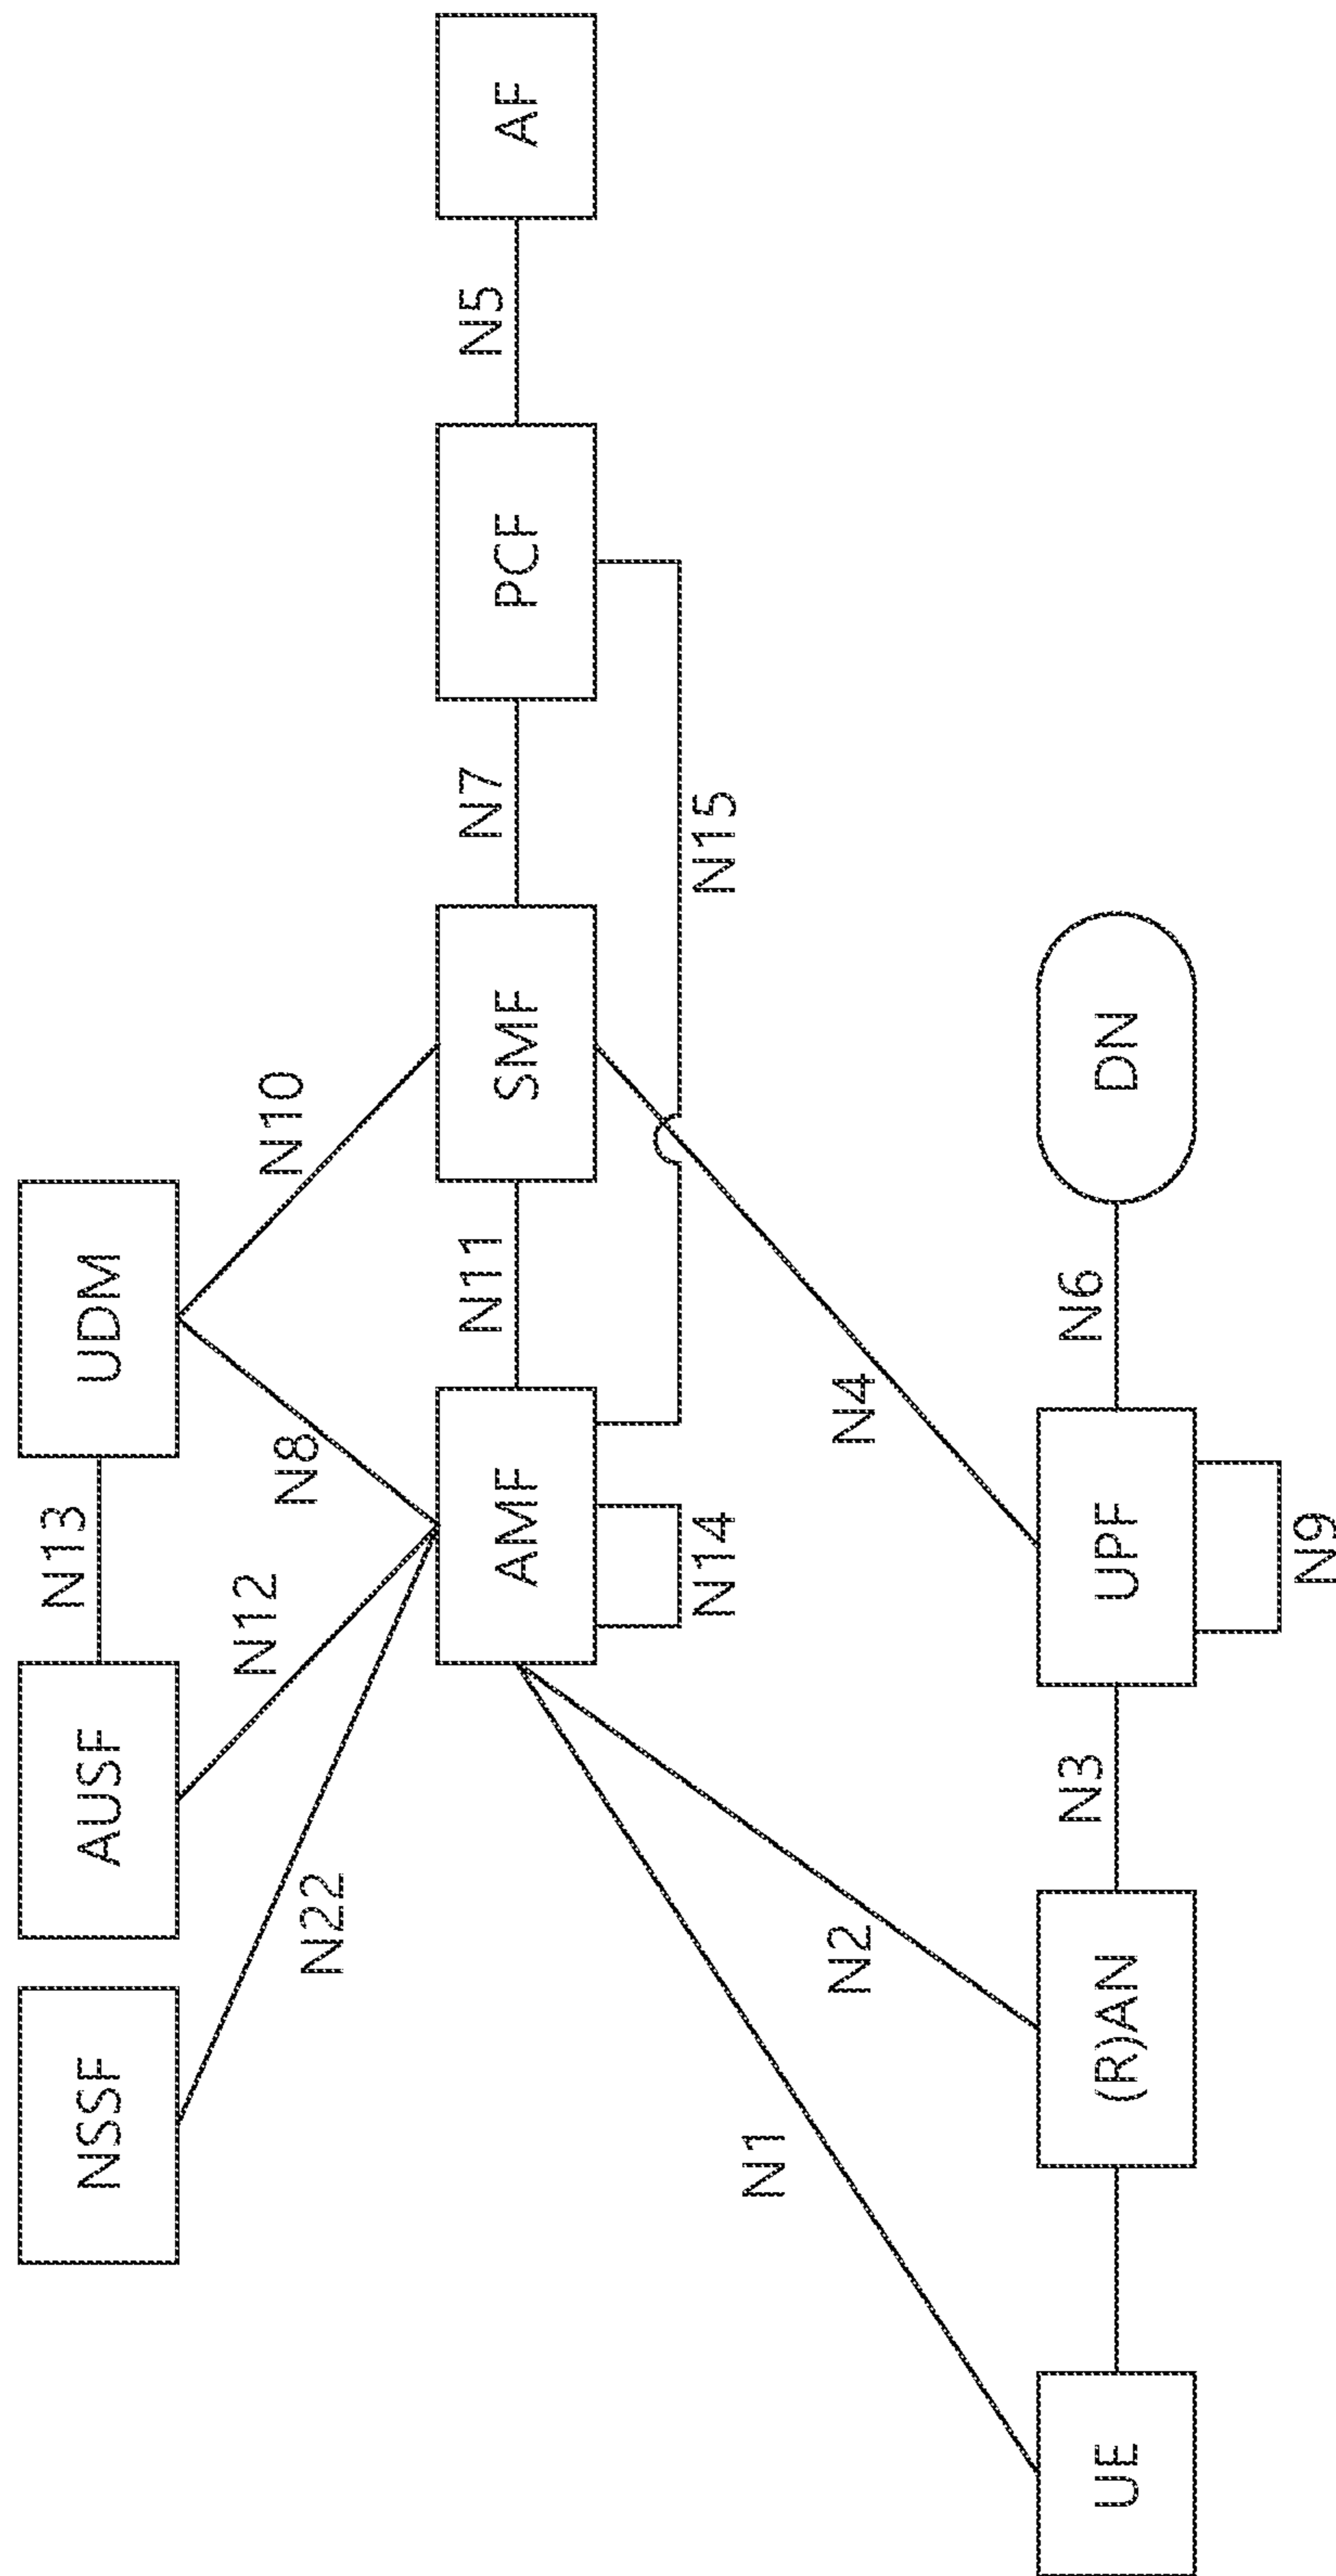 N13
NSSF
AUSF
UDM
N22
N12
N8
N10
N11
N7
N5
AMF
SMF
PCF
AF
N14
N15
N1
N2
N4
N3
N6
UE
(R)AN
UPF
DN
N9